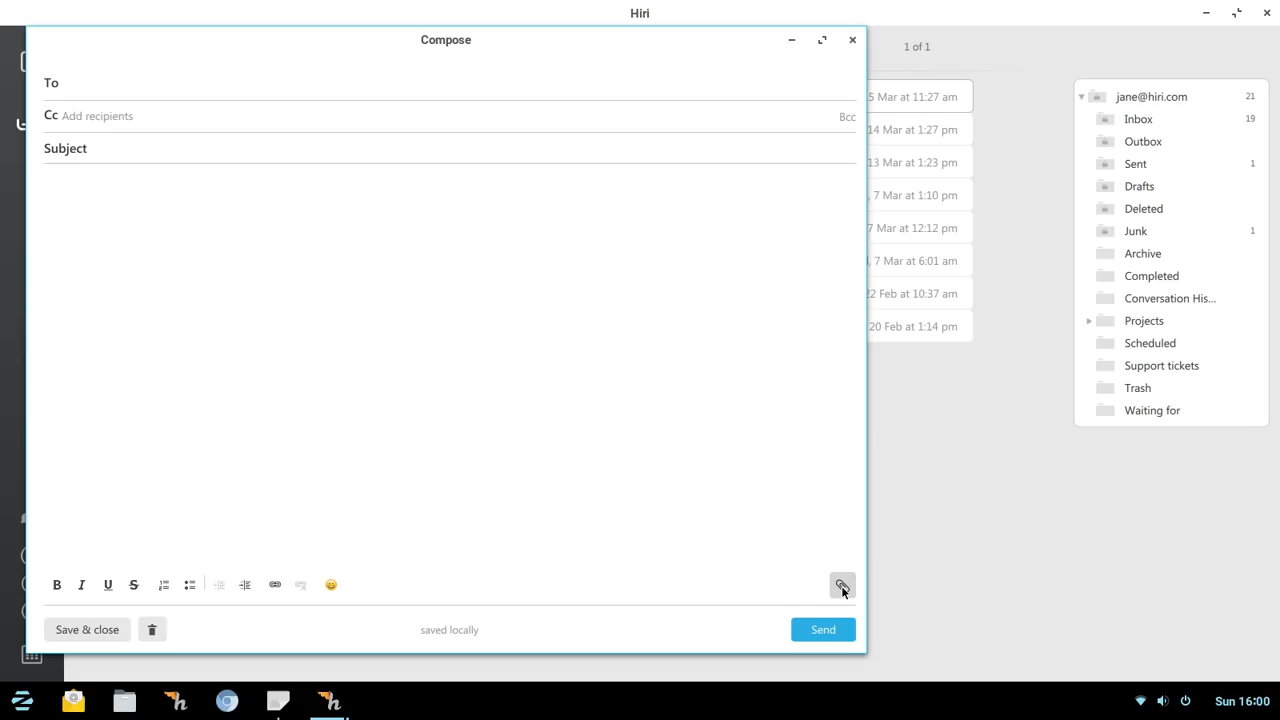 Hiri
Compose
1 of 1
To
Cc Add recipients Bcc
Subject
5 Mar at 11:27 am
14 Mar at 1:27 pm
13 Mar at 1:23 pm
, 7 Mar at 1:10 pm
7 Mar at 12:12 pm
, 7 Mar at 6:01 am
22 Feb at 10:37 am
20 Feb at 1:14 pm
jane@hiri.com 21
Inbox 19
Outbox
Sent 1
Drafts
Deleted
Junk 1
Archive
Completed
Conversation His...
Projects
Scheduled
Support tickets
Trash
Waiting for
B I U S
Save & close saved locally Send
Sun 16:00